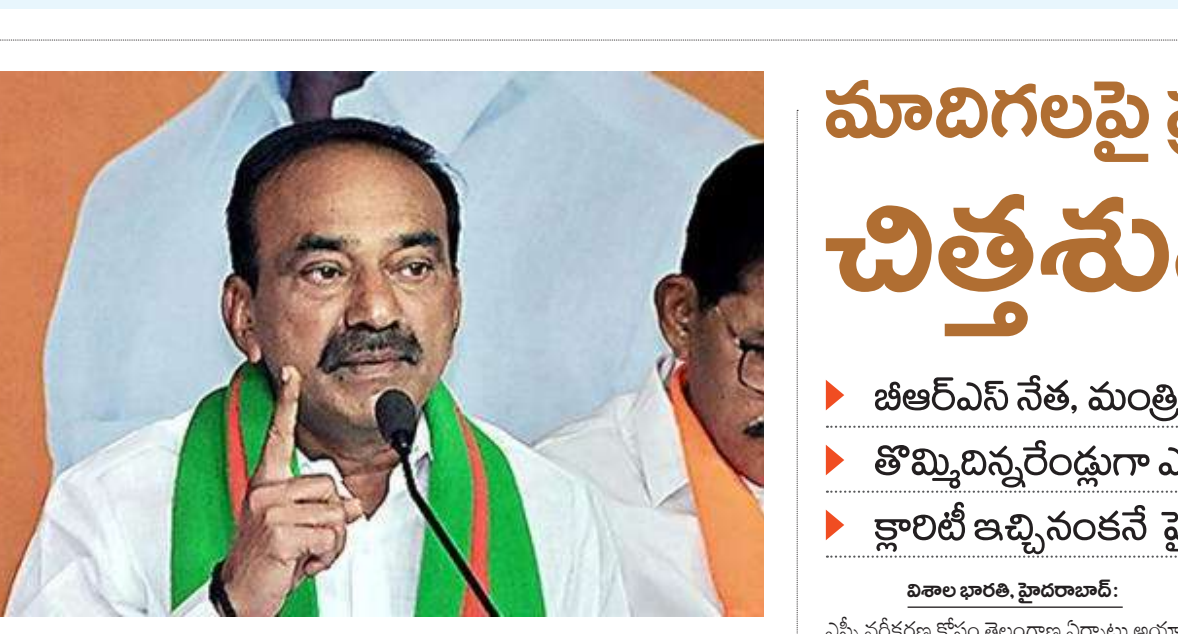 మాదిగలపై
చిత్తశు
బీఆర్ఎస్ నేత, మంత్రి
తొమ్మిదిన్నరేండ్లుగా
క్లారిటీ ఇచ్చినంకనే
విశాల భారతి, హైదరాబాద్: